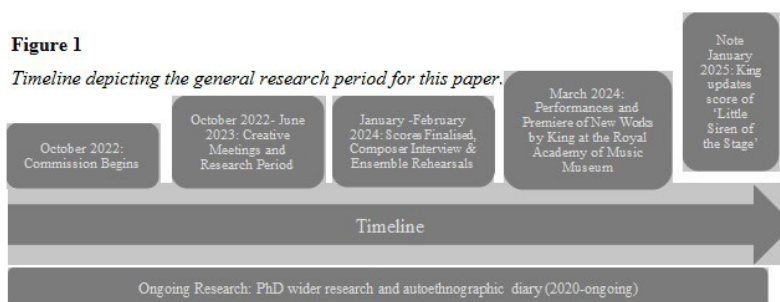 Figure 1
Timeline depicting the general research period for this paper.
October 2022:
Commission Begins
October 2022- June
2023: Creative
Meetings and
Research Period
January -February
2024: Scores Finalised,
Composer Interview &
Ensemble Rehearsals
March 2024:
Performances and
Premiere of New Works
by King at the Royal
Academy of Music
Museum
Note
January
2025: King
updates
score of
‘Little
Siren of
the Stage’
Timeline
Ongoing Research: PhD wider research and autoethnographic diary (2020-ongoing)